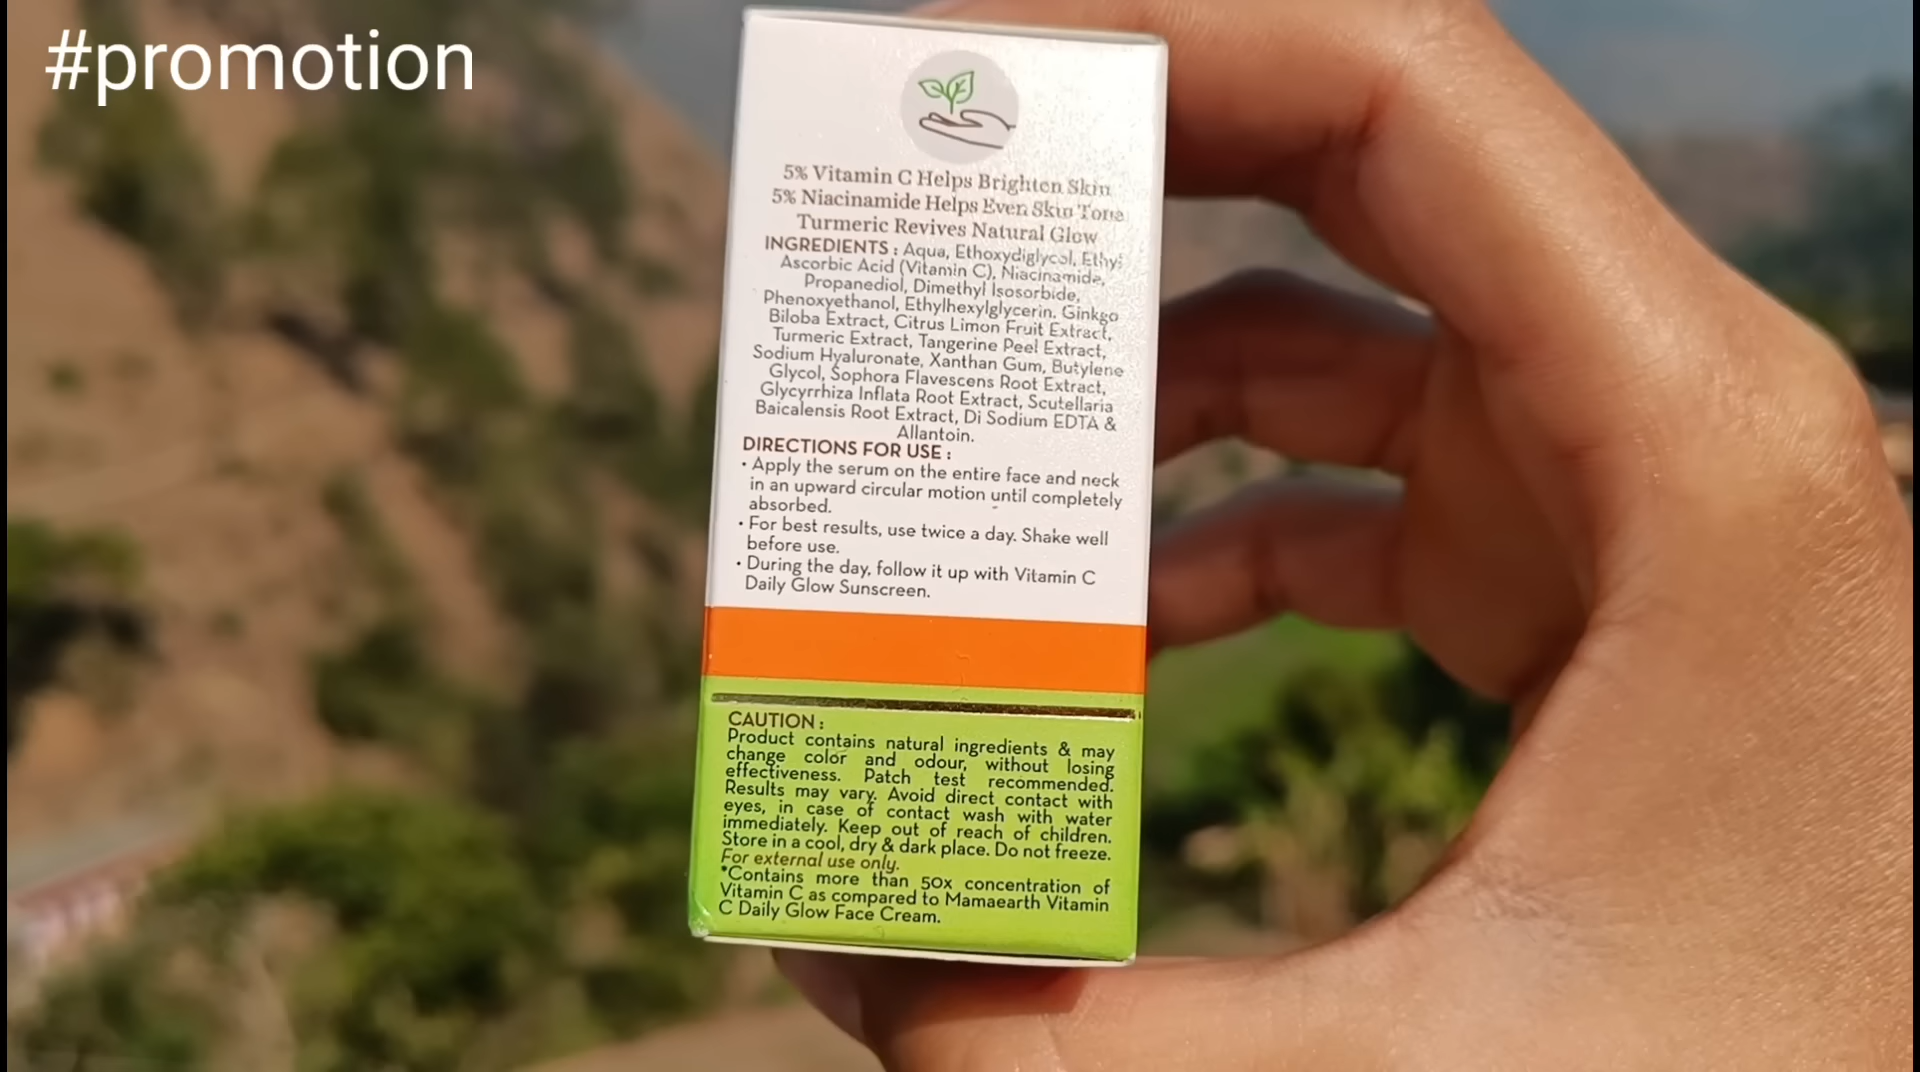 #promotion
5% Vitamin C Helps Brighten Skin
5% Niacinamide Helps Even Skin Tone
Turmeric Revives Natural Glow
INGREDIENTS : Aqua, Ethoxydiglycol, Ethyl
Ascorbic Acid (Vitamin C), Niacinamide,
Propanediol, Dimethyl Isosorbide,
Phenoxyethanol, Ethylhexylglycerin, Ginkgo
Biloba Extract, Citrus Limon Fruit Extract,
Turmeric Extract, Tangerine Peel Extract,
Sodium Hyaluronate, Xanthan Gum, Butylene
Glycol, Sophora Flavescens Root Extract,
Glycyrrhiza Inflata Root Extract, Scutellaria
Baicalensis Root Extract, Di Sodium EDTA &
Allantoin.
DIRECTIONS FOR USE :
• Apply the serum on the entire face and neck
in an upward circular motion until completely
absorbed.
• For best results, use twice a day. Shake well
before use.
• During the day, follow it up with Vitamin C
Daily Glow Sunscreen.
CAUTION :
Product contains natural ingredients & may
change color and odour, without losing
effectiveness. Patch test recommended.
Results may vary. Avoid direct contact with
eyes, in case of contact wash with water
immediately. Keep out of reach of children.
Store in a cool, dry & dark place. Do not freeze.
For external use only.
*Contains more than 50x concentration of
Vitamin C as compared to Mamaearth Vitamin
C Daily Glow Face Cream.